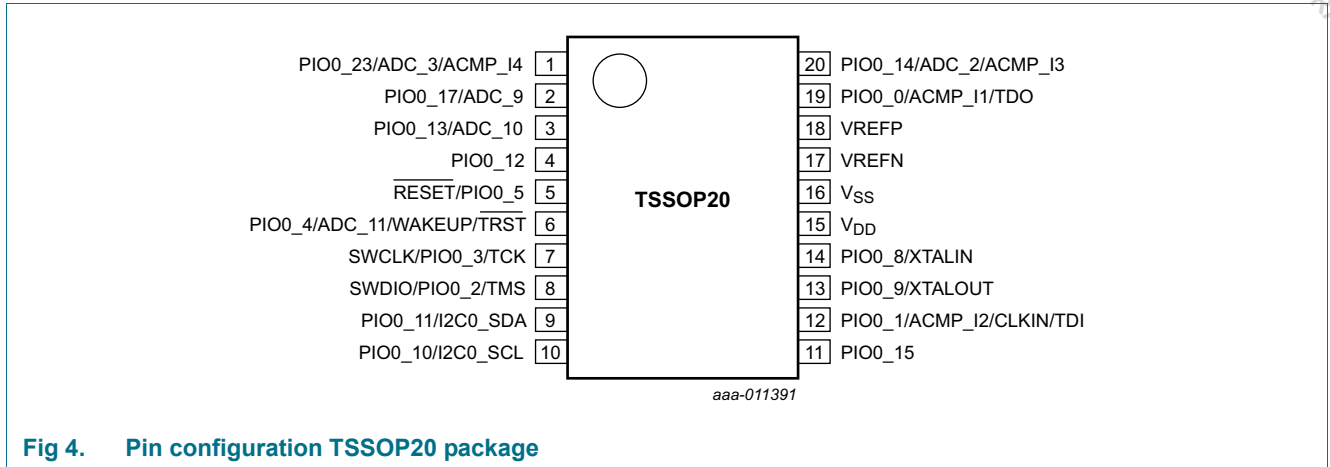 PIO0_23/ADC_3/ACMP_I4 1
PIO0_17/ADC_9 2
PIO0_13/ADC_10 3
PIO0_12 4
RESET/PIO0_5 5
PIO0_4/ADC_11/WAKEUP/TRST 6
SWCLK/PIO0_3/TCK 7
SWDIO/PIO0_2/TMS 8
PIO0_11/I2C0_SDA 9
PIO0_10/I2C0_SCL 10
TSSOP20
20 PIO0_14/ADC_2/ACMP_I3
19 PIO0_0/ACMP_I1/TDO
18 VREFP
17 VREFN
16 VSS
15 VDD
14 PIO0_8/XTALIN
13 PIO0_9/XTALOUT
12 PIO0_1/ACMP_I2/CLKIN/TDI
11 PIO0_15
aaa-011391
Fig 4. Pin configuration TSSOP20 package